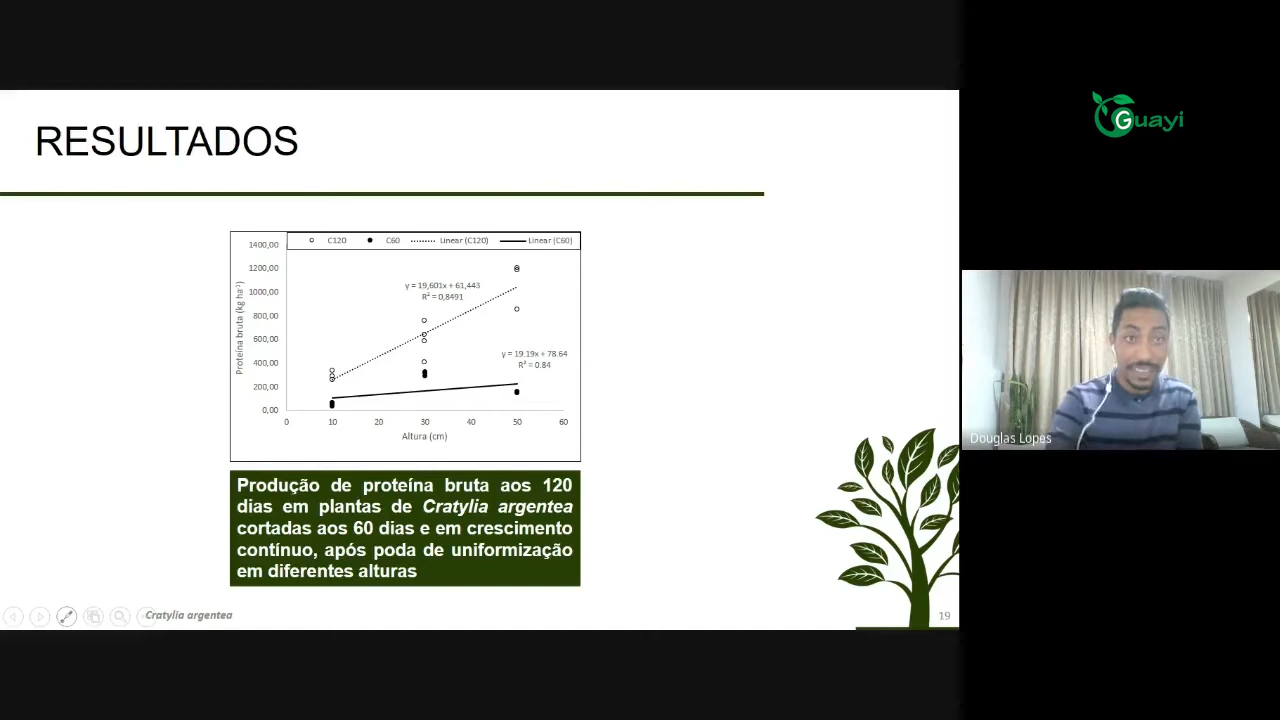 RESULTADOS
C120 C60 Linear (C120) Linear (C60)
1400,00
1200,00
1000,00
800,00
600,00
400,00
200,00
0,00
Proteína bruta (kg ha⁻¹)
y = 19,601x + 61,443
R² = 0,8491
y = 19.19x + 78.64
R² = 0.84
0 10 20 30 40 50 60
Altura (cm)
Produção de proteína bruta aos 120
dias em plantas de Cratylia argentea
cortadas aos 60 dias e em crescimento
contínuo, após poda de uniformização
em diferentes alturas
Cratylia argentea
19
Guayi
Douglas Lopes